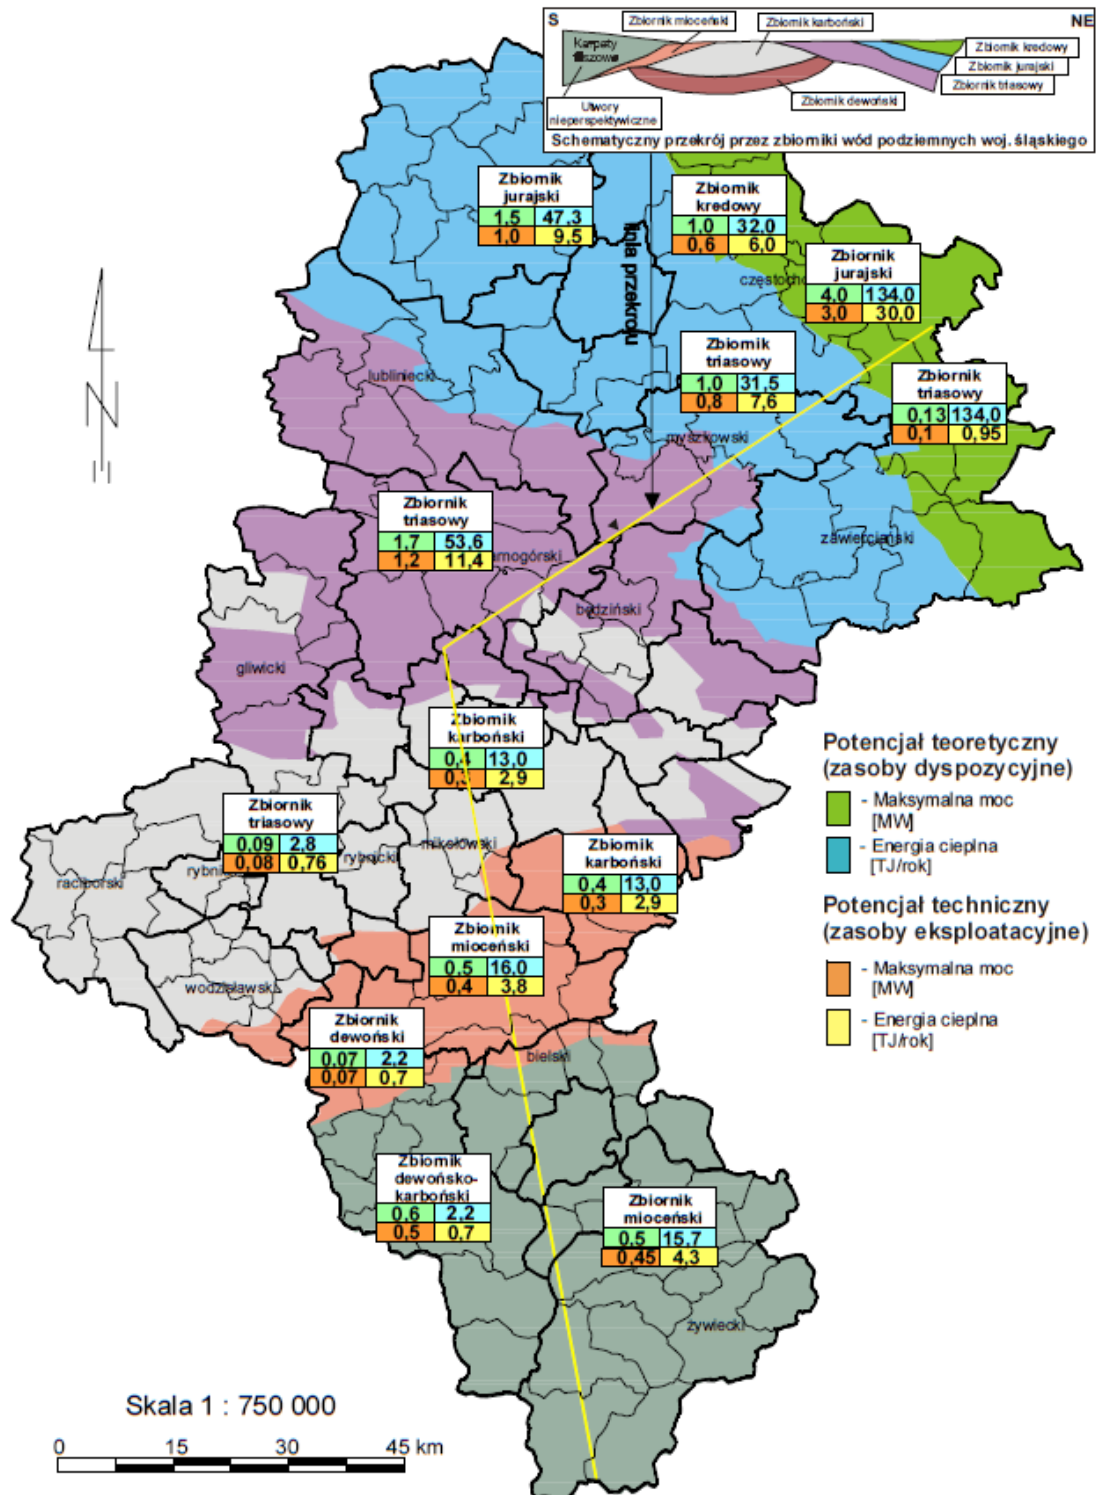 S
NE
Zbiornik mioceński
Zbiornik karboński
Karpaty
fliszowe
Zbiornik kredowy
Zbiornik jurajski
Zbiornik triasowy
Zbiornik dewoński
Utwory
nieperspektywiczne
Schematyczny przekrój przez zbiorniki wód podziemnych woj. śląskiego
Zbiornik
jurajski
1,5 47,3
1,0 9,5
Zbiornik
kredowy
1,0 32,0
0,6 6,0
linia przekroju
częstocho
Zbiornik
jurajski
4,0 134,0
3,0 30,0
Zbiornik
triasowy
1,0 31,5
0,8 7,6
Zbiornik
triasowy
0,13 134,0
0,1 0,95
lubliniecki
myszkowski
N
Zbiornik
triasowy
1,7 53,6
1,2 11,4
amogórski
zawierciański
będziński
gliwicki
Zbiornik
karboński
0,4 13,0
0,3 2,9
Potencjał teoretyczny
(zasoby dyspozycyjne)
- Maksymalna moc
[MW]
- Energia cieplna
[TJ/rok]
Potencjał techniczny
(zasoby eksploatacyjne)
- Maksymalna moc
[MW]
- Energia cieplna
[TJ/rok]
Zbiornik
triasowy
0,09 2,8
0,08 0,76
raciborski
rybni
rybnicki
mikołowski
Zbiornik
karboński
0,4 13,0
0,3 2,9
Zbiornik
mioceński
0,5 16,0
0,4 3,8
wodzisławski
Zbiornik
dewoński
0,07 2,2
0,07 0,7
bielski
Zbiornik
dewońsko-
karboński
0,6 2,2
0,5 0,7
Zbiornik
mioceński
0,5 15,7
0,45 4,3
żywiecki
Skala 1 : 750 000
0 15 30 45 km